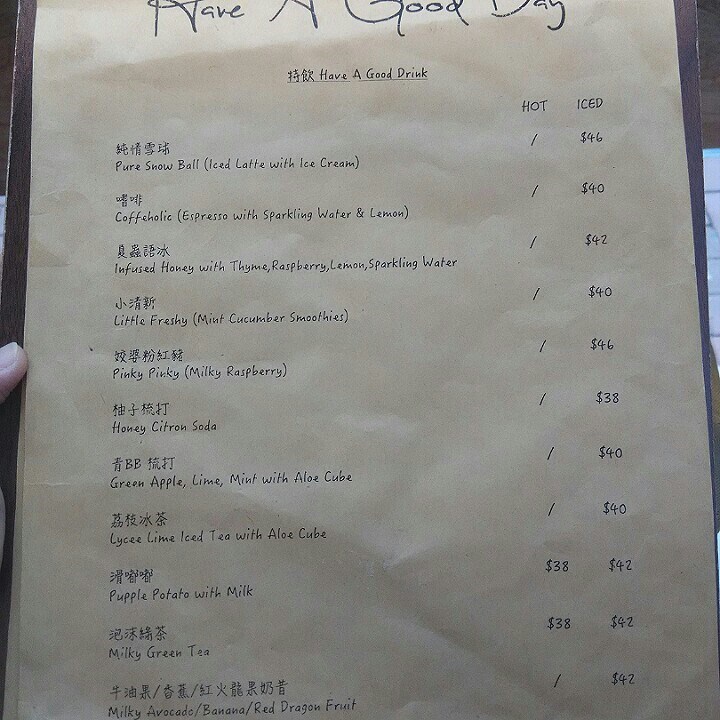 Have A Good Day
特飲 Have A Good Drink
HOT ICED
純情雪球 / $46
Pure Snow Ball (Iced Latte with Ice Cream)
嗜啡 / $40
Coffeholic (Espresso with Sparkling Water & Lemon)
夏蟲語冰 / $42
Infused Honey with Thyme,Raspberry,Lemon,Sparkling Water
小清新 / $40
Little Freshy (Mint Cucumber Smoothies)
姣婆粉紅豬 / $46
Pinky Pinky (Milky Raspberry)
柚子梳打 / $38
Honey Citron Soda
青BB 梳打 / $40
Green Apple, Lime, Mint with Aloe Cube
荔枝冰茶 / $40
Lycee Lime Iced Tea with Aloe Cube
滑嘟嘟 $38 $42
Pupple Potato with Milk
泡沫綠茶 $38 $42
Milky Green Tea
牛油果/香蕉/紅火龍果奶昔 / $42
Milky Avocado/Banana/Red Dragon Fruit